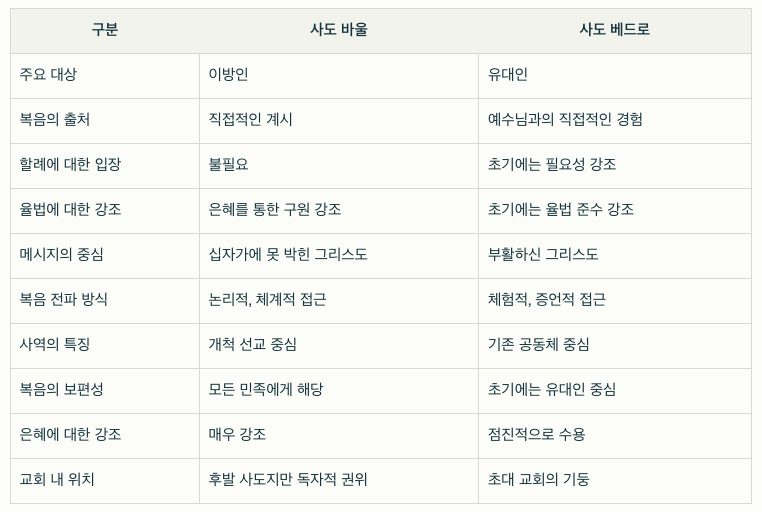 구분 사도 바울 사도 베드로
주요 대상 이방인 유대인
복음의 출처 직접적인 계시 예수님과의 직접적인 경험
할례에 대한 입장 불필요 초기에는 필요성 강조
율법에 대한 강조 은혜를 통한 구원 강조 초기에는 율법 준수 강조
메시지의 중심 십자가에 못 박힌 그리스도 부활하신 그리스도
복음 전파 방식 논리적, 체계적 접근 체험적, 증언적 접근
사역의 특징 개척 선교 중심 기존 공동체 중심
복음의 보편성 모든 민족에게 해당 초기에는 유대인 중심
은혜에 대한 강조 매우 강조 점진적으로 수용
교회 내 위치 후발 사도지만 독자적 권위 초대 교회의 기둥